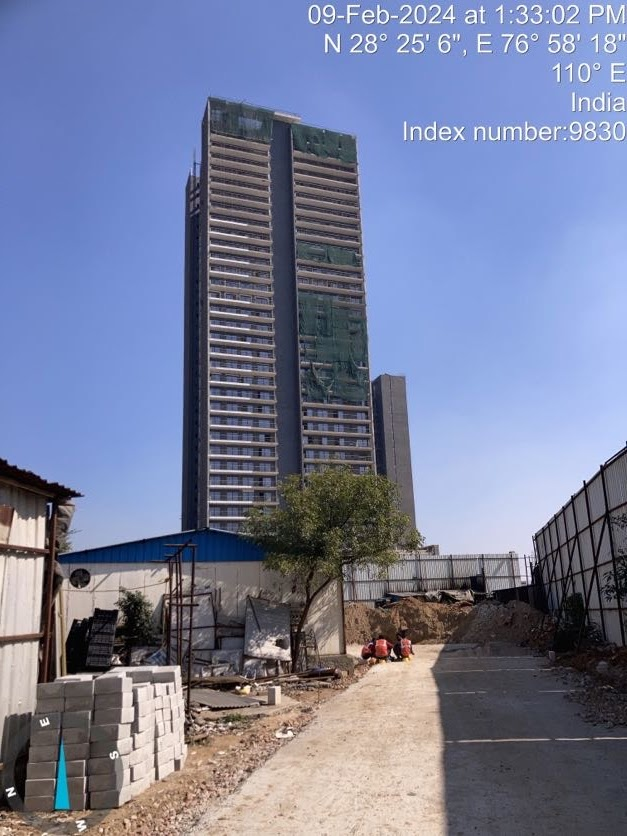 09-Feb-2024 at 1:33:02 PM
N 28° 25' 6", E 76° 58' 18"
110° E
India
Index number:9830
E
S
N
W